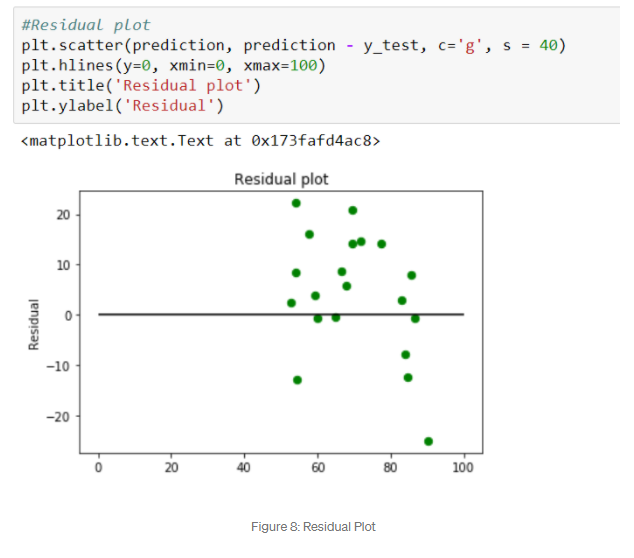 #Residual plot
plt.scatter(prediction, prediction - y_test, c='g', s = 40)
plt.hlines(y=0, xmin=0, xmax=100)
plt.title('Residual plot')
plt.ylabel('Residual')
<matplotlib.text.Text at 0x173fafd4ac8>
Residual plot
20
10
0
−10
−20
Residual
0 20 40 60 80 100
Figure 8: Residual Plot